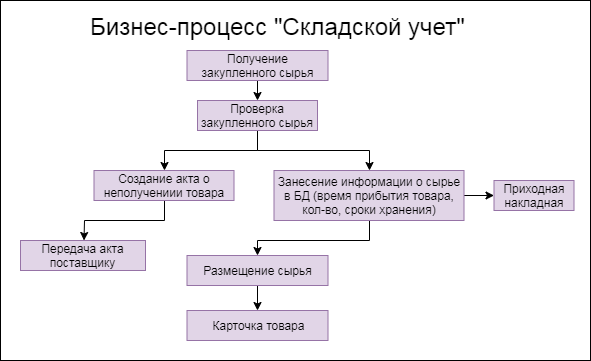 Бизнес-процесс "Складской учет"
Получение
закупленного сырья
Проверка
закупленного сырья
Создание акта о
неполучениии товара
Занесение информации о сырье
в БД (время прибытия товара,
кол-во, сроки хранения)
Приходная
накладная
Передача акта
поставщику
Размещение сырья
Карточка товара